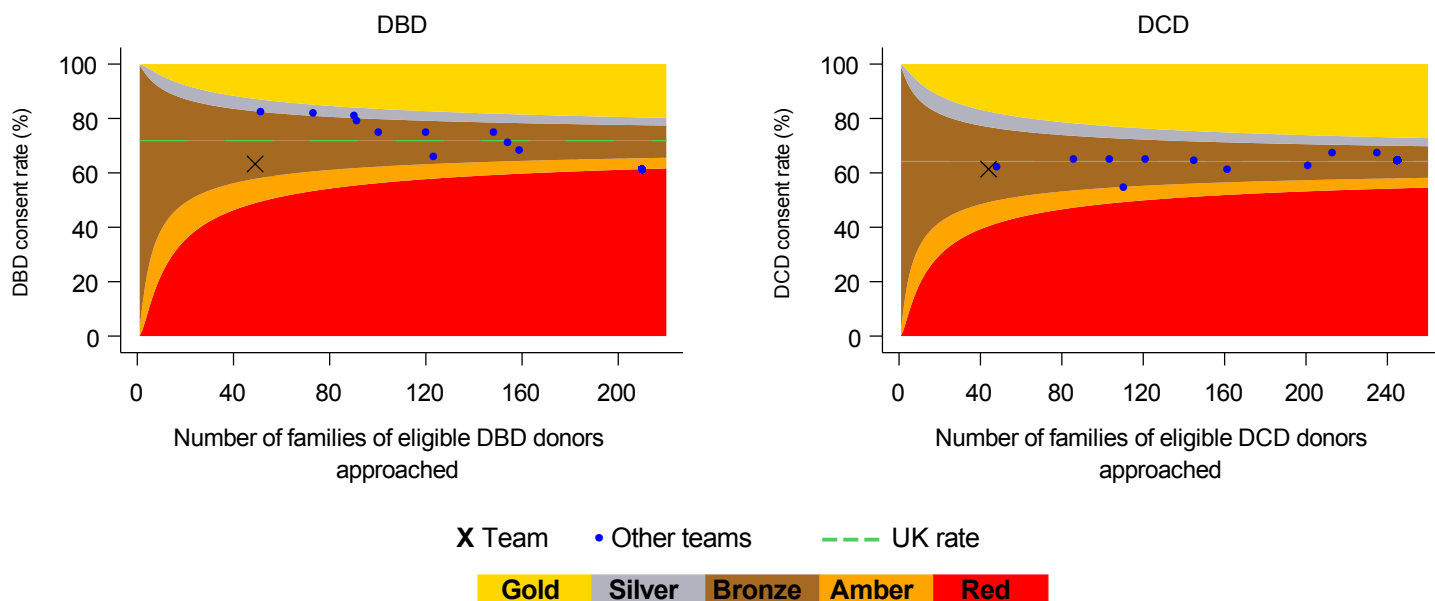 DBD
DBD consent rate (%)
100
80
60
40
20
0
0 40 80 120 160 200
Number of families of eligible DBD donors
approached
DCD
DCD consent rate (%)
100
80
60
40
20
0
0 40 80 120 160 200 240
Number of families of eligible DCD donors
approached
X Team Other teams UK rate
Gold Silver Bronze Amber Red